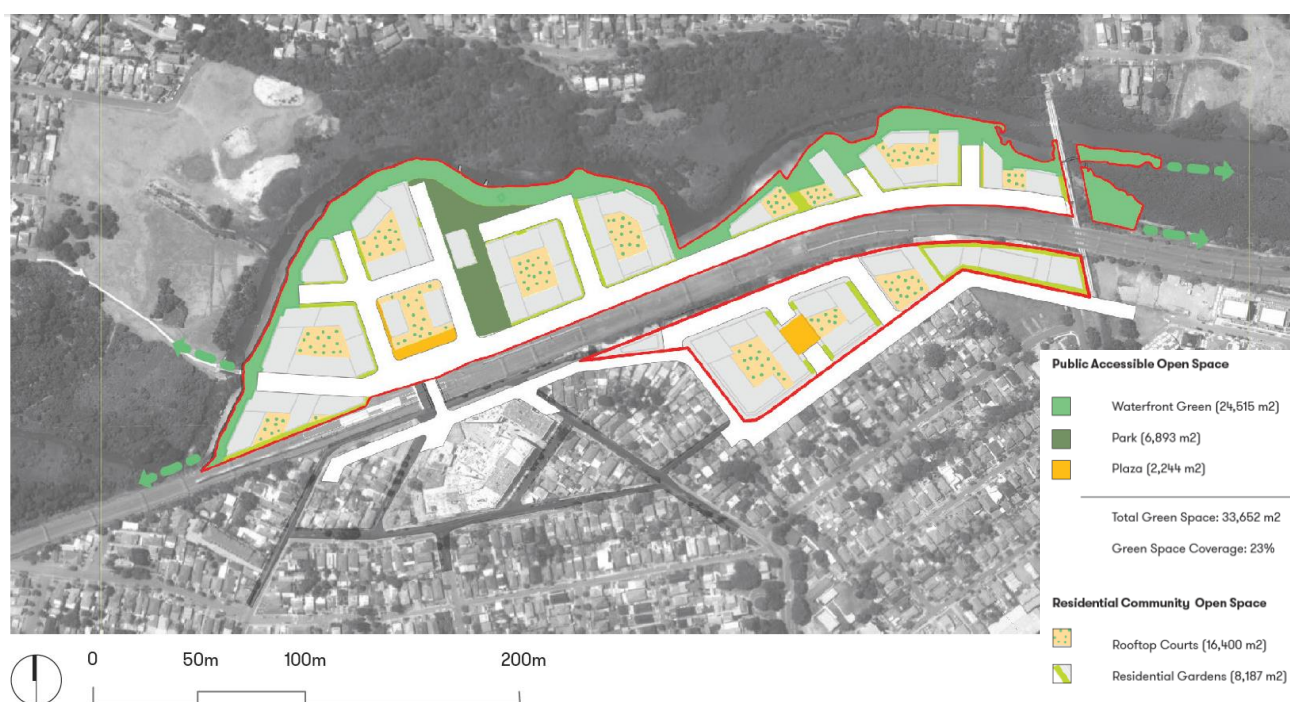 Public Accessible Open Space
Waterfront Green (24,515 m2)
Park (6,893 m2)
Plaza (2,244 m2)
Total Green Space: 33,652 m2
Green Space Coverage: 23%
Residential Community Open Space
Rooftop Courts (16,400 m2)
Residential Gardens (8,187 m2)
0 50m 100m 200m